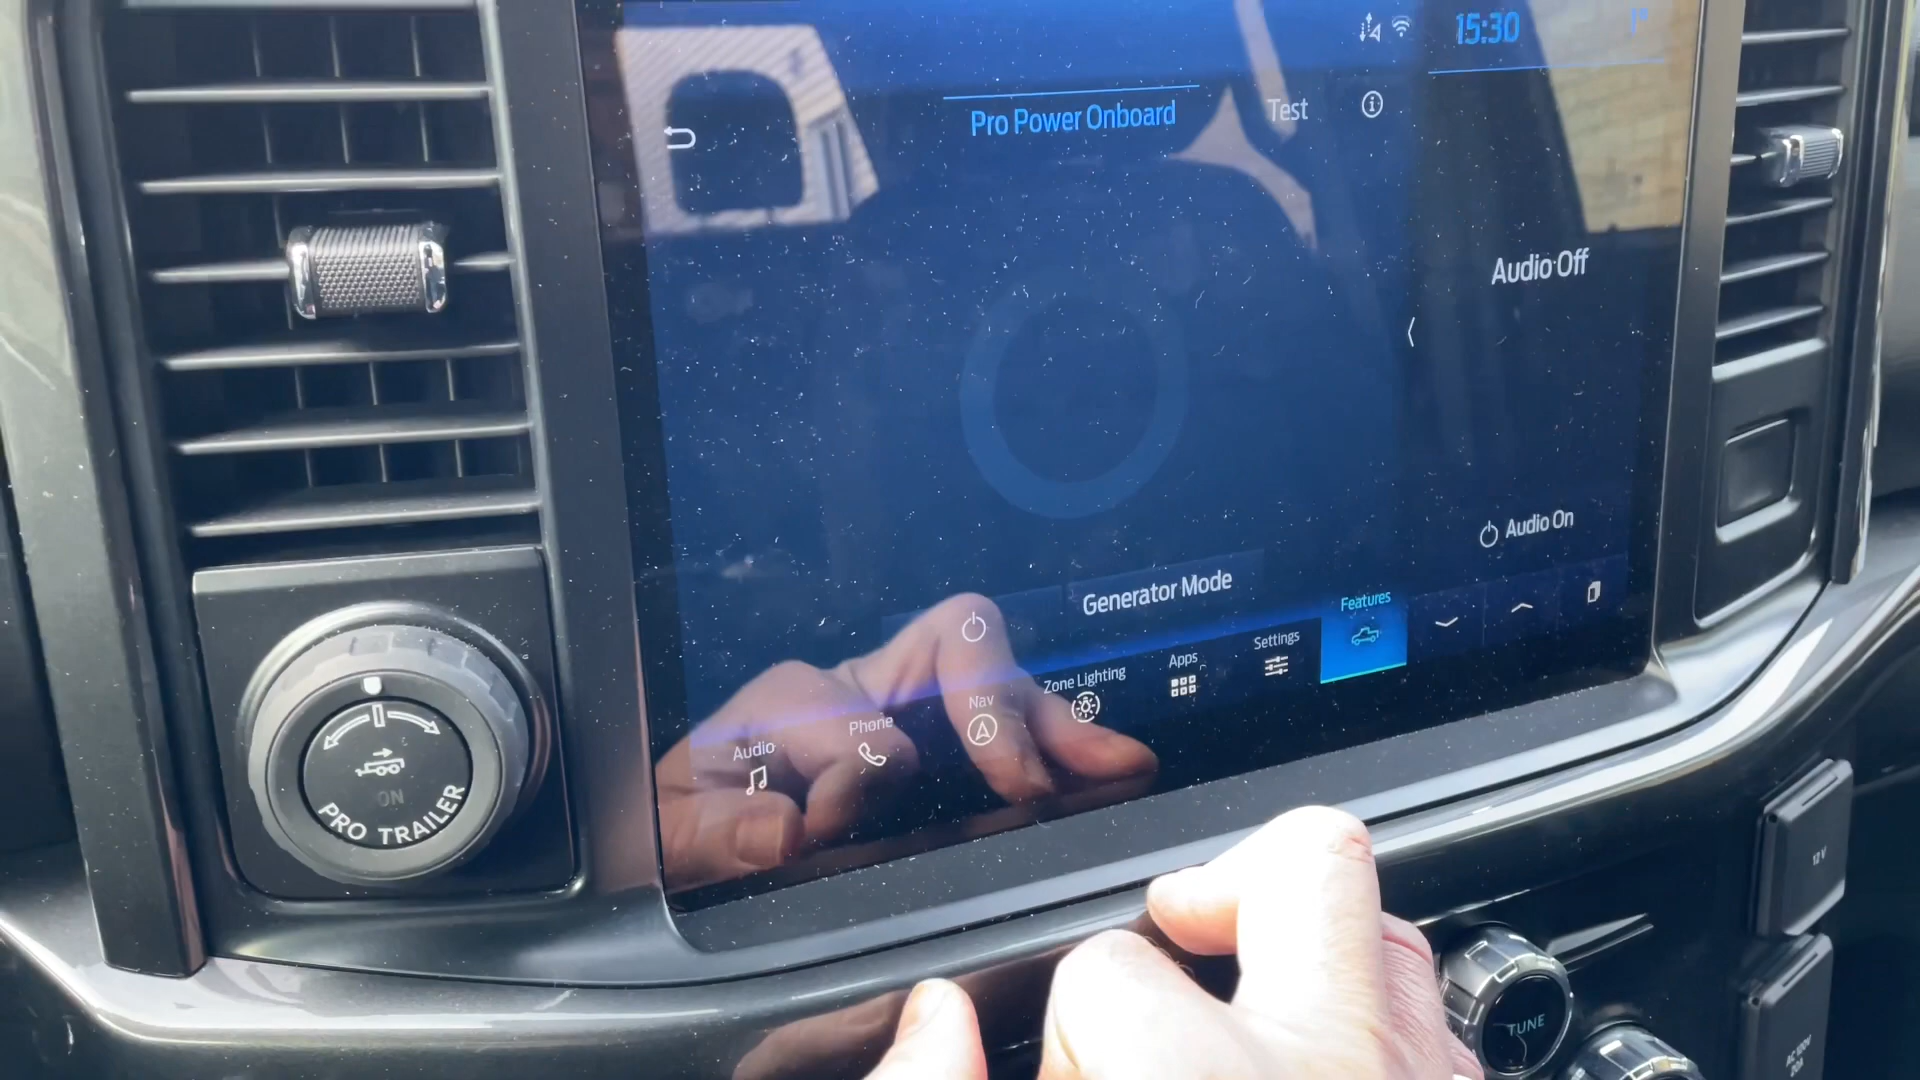 15:30
Pro Power Onboard
Test
Audio Off
Audio On
Generator Mode
Features
Settings
Apps
Zone Lighting
Nav
Phone
Audio
ON
PRO TRAILER
12V
TUNE